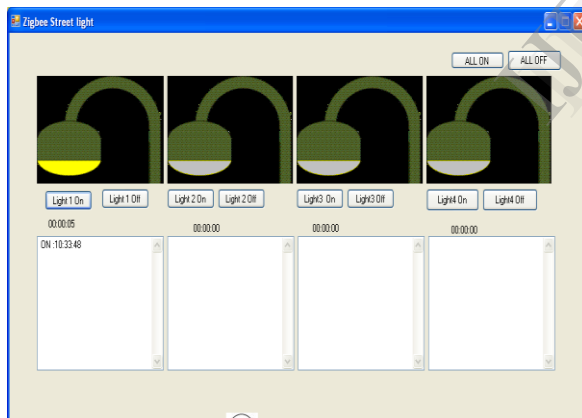 Zigbee Street light
ALL ON ALL OFF
Light 1 On Light 1 Off Light 2 On Light 2 Off Light3 On Light3 Off Light4 On Light4 Off
00:00:05 00:00:00 00:00:00 00:00:00
ON :10:33:48